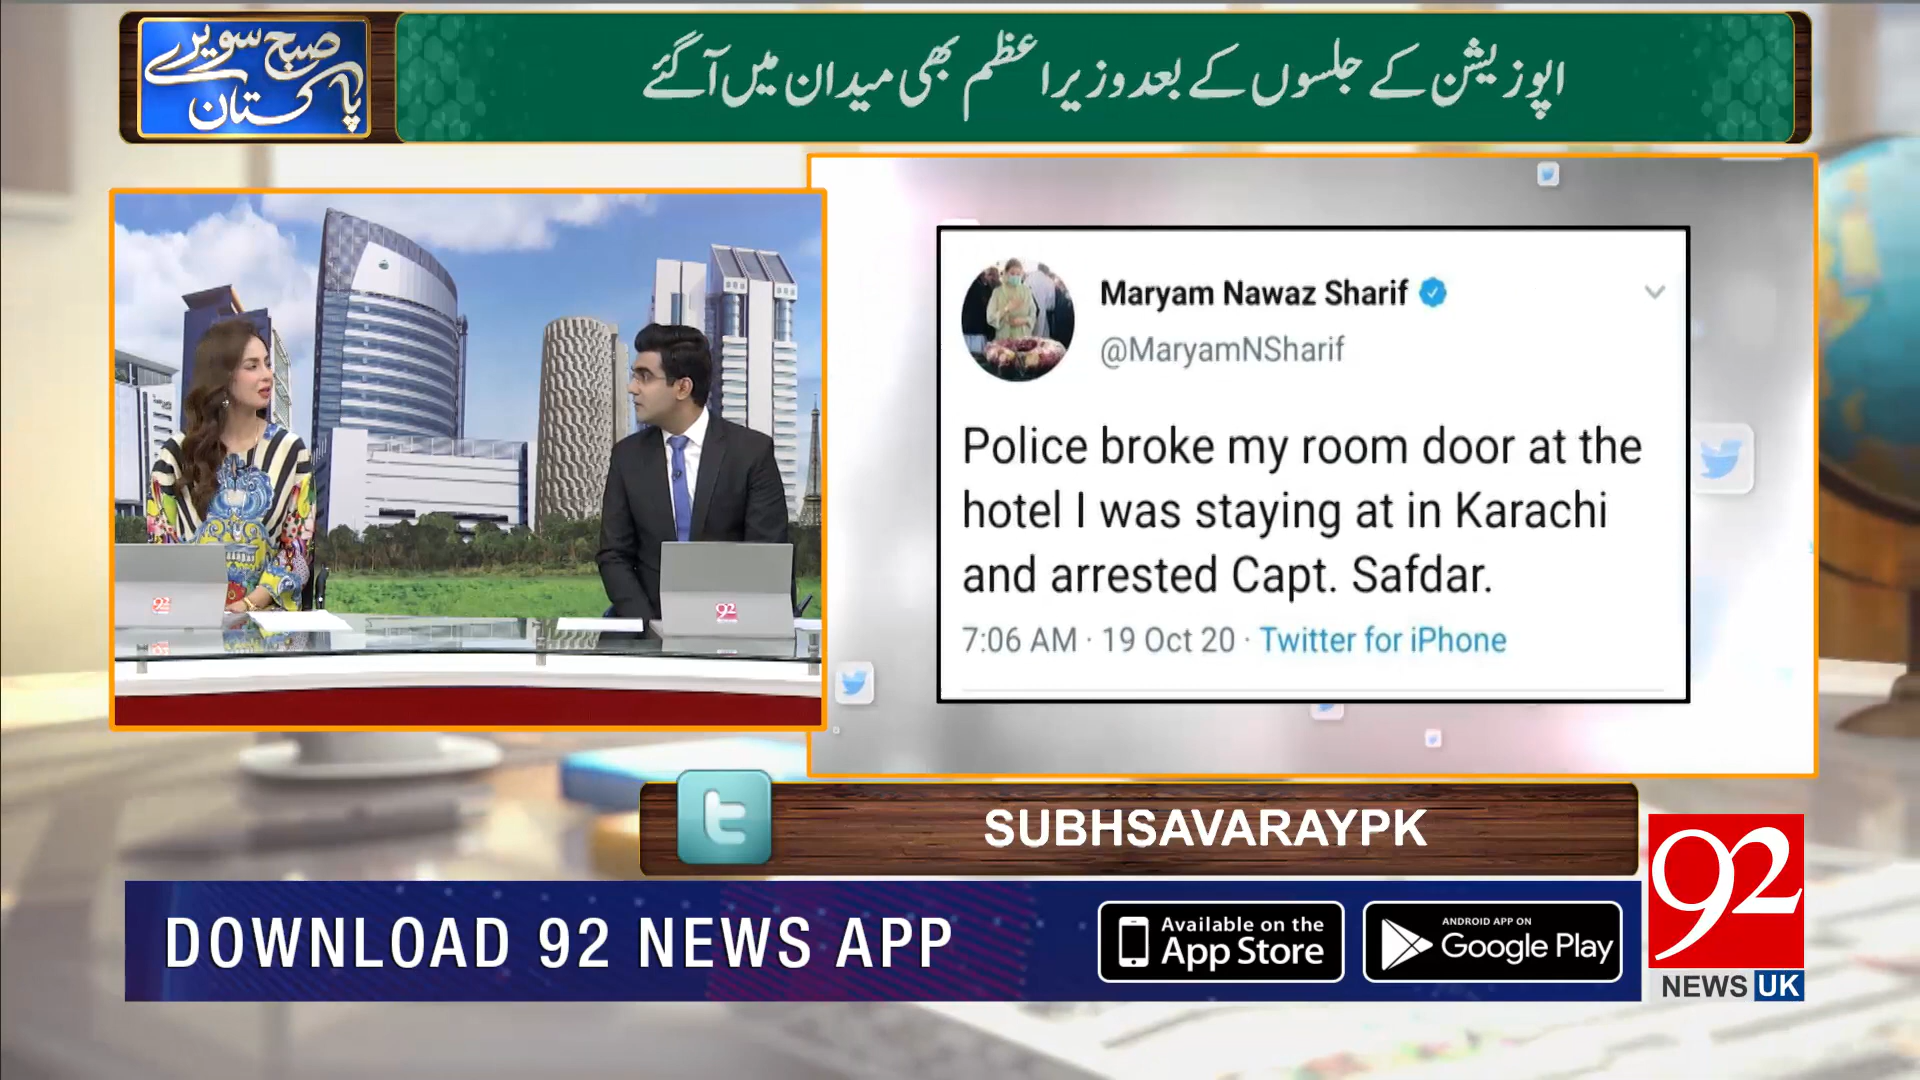 صبح سویرے پاکستان
اپوزیشن کے جلسوں کے بعد وزیراعظم بھی میدان میں آگئے
Maryam Nawaz Sharif
@MaryamNSharif
Police broke my room door at the
hotel I was staying at in Karachi
and arrested Capt. Safdar.
7:06 AM · 19 Oct 20 · Twitter for iPhone
92
92
SUBHSAVARAYPK
DOWNLOAD 92 NEWS APP
Available on the
App Store
ANDROID APP ON
Google Play
92
NEWS UK